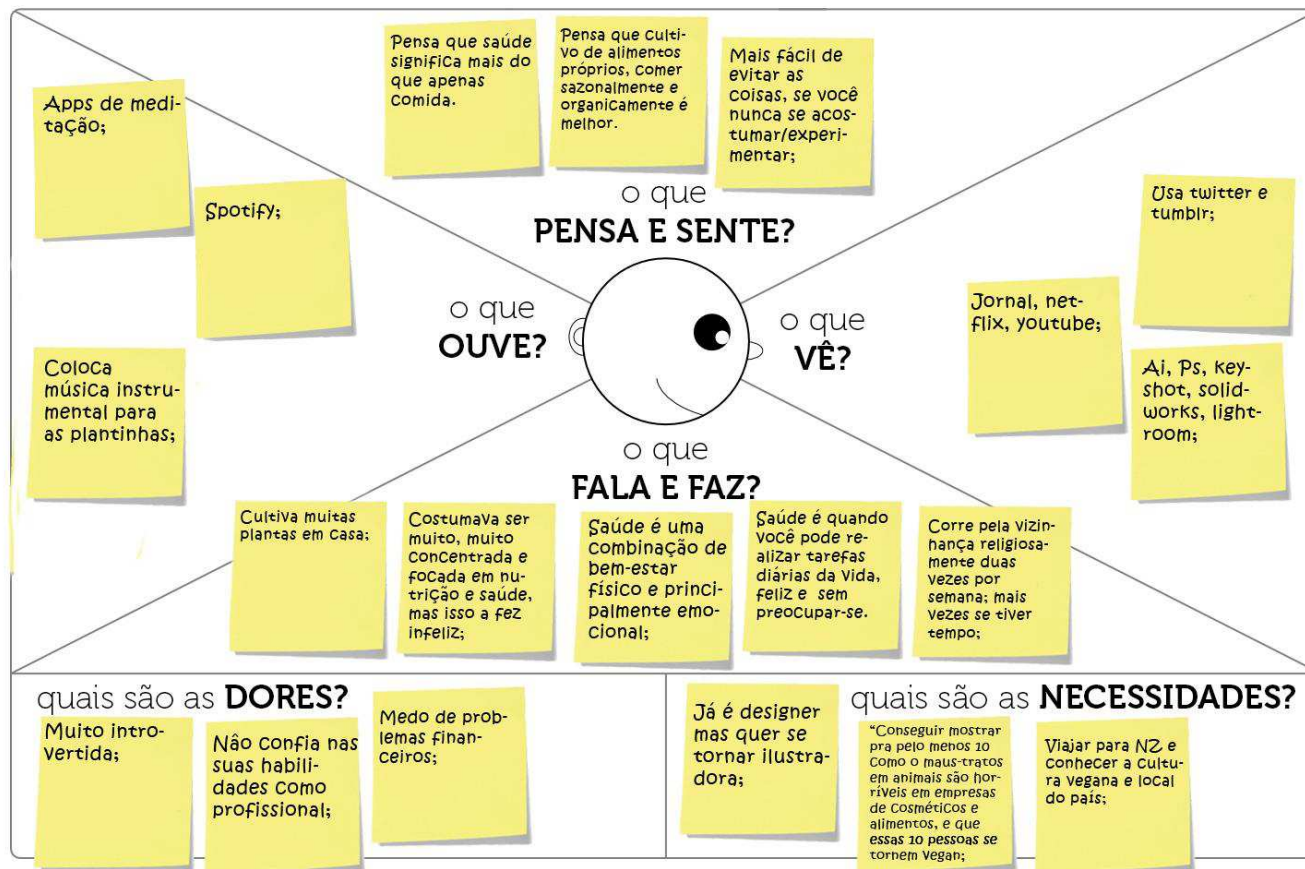 Pensa que saúde
significa mais do
que apenas
comida.
Pensa que culti-
vo de alimentos
próprios, comer
sazonalmente e
organicamente é
melhor.
Mais fácil de
evitar as
coisas, se você
nunca se acos-
tumar/experi-
mentar;
o que
PENSA E SENTE?
Apps de medi-
tação;
Spotify;
Coloca
música instru-
mental para
as plantinhas;
o que
OUVE?
o que
VÊ?
Usa twitter e
tumblr;
Jornal, net-
flix, youtube;
Ai, Ps, key-
shot, solid-
works, light-
room;
o que
FALA E FAZ?
Cultiva muitas
plantas em casa;
Costumava ser
muito, muito
concentrada e
focada em nu-
trição e saúde,
mas isso a fez
infeliz;
Saúde é uma
combinação de
bem-estar
físico e princi-
palmente emo-
cional;
Saúde é quando
você pode re-
alizar tarefas
diárias da vida,
feliz e sem
preocupar-se.
Corre pela vizin-
hança religiosa-
mente duas
vezes por
semana; mais
vezes se tiver
tempo;
quais são as DORES?
Muito intro-
vertida;
Não confia nas
suas habili-
dades como
profissional;
Medo de prob-
lemas finan-
ceiros;
quais são as NECESSIDADES?
Já é designer
mas quer se
tornar ilustra-
dora;
"Conseguir mostrar
pra pelo menos 10
Como o maus-tratos
em animais são hor-
ríveis em empresas
de Cosméticos e
alimentos, e que
essas 10 pessoas se
tornem vegan;
Viajar para NZ e
conhecer a Cultu
ra vegana e local
do país;